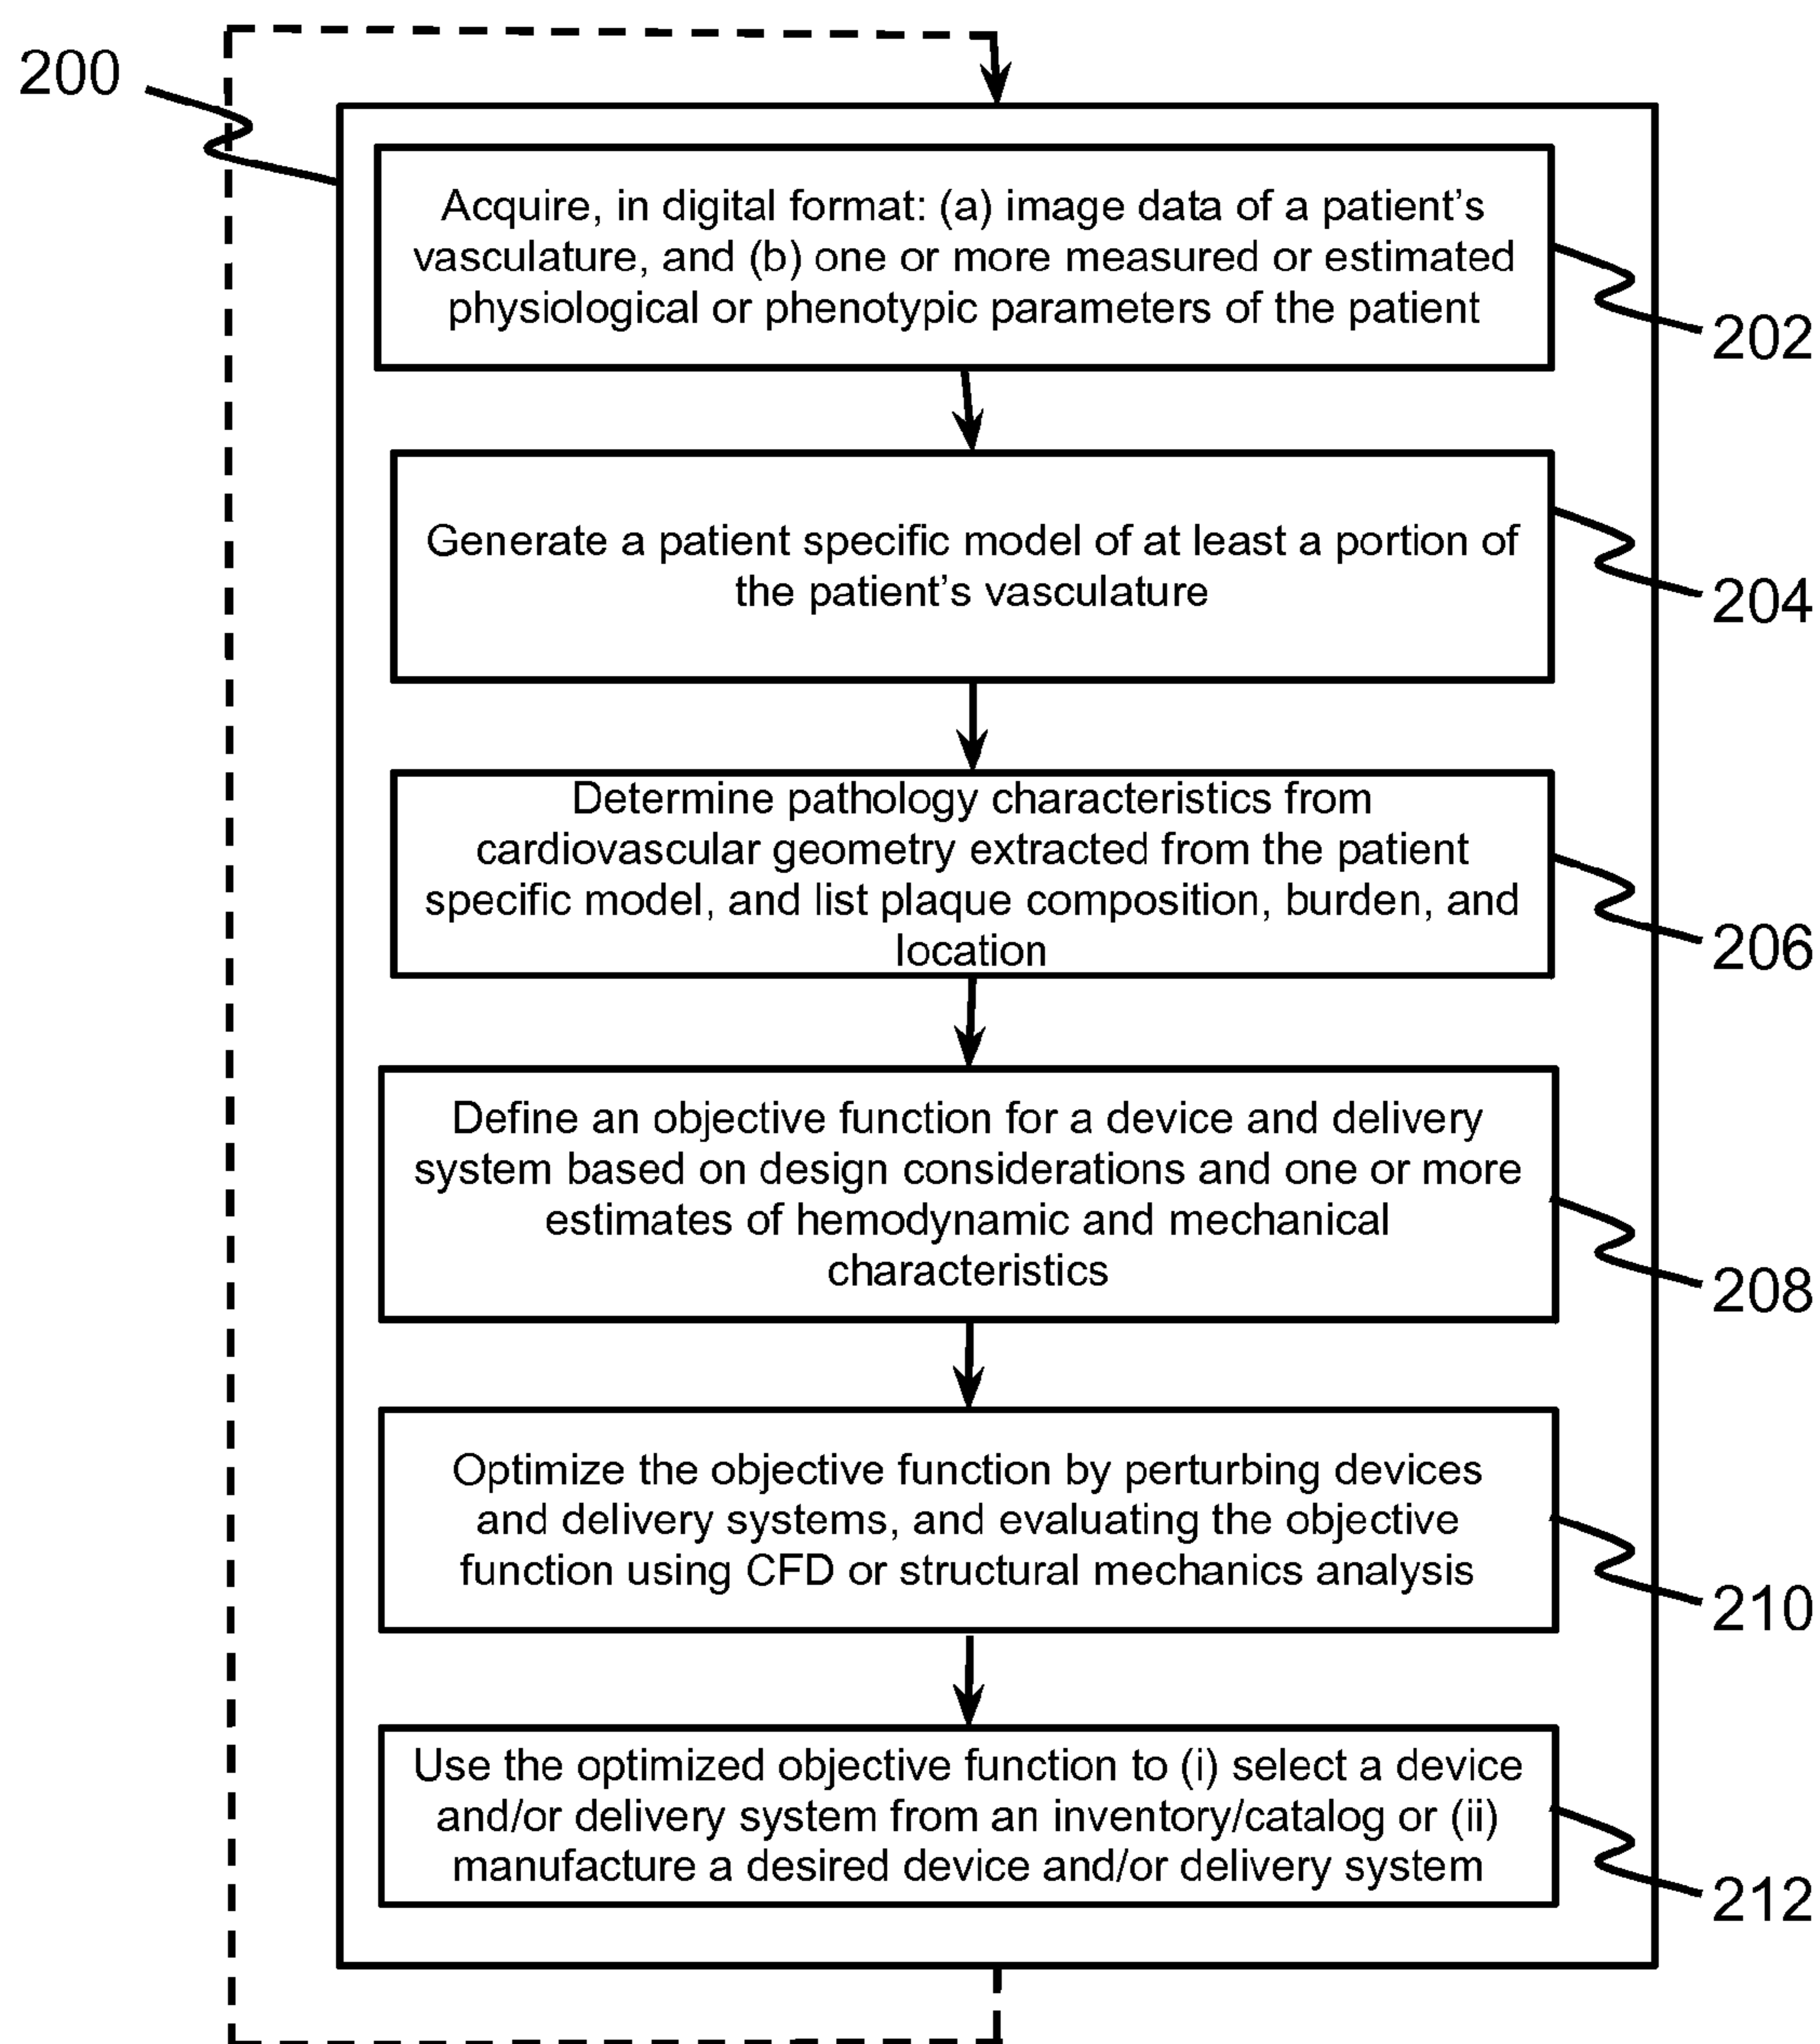 200
Acquire, in digital format: (a) image data of a patient’s
vasculature, and (b) one or more measured or estimated
physiological or phenotypic parameters of the patient
202
Generate a patient specific model of at least a portion of
the patient’s vasculature
204
Determine pathology characteristics from
cardiovascular geometry extracted from the patient
specific model, and list plaque composition, burden, and
location
206
Define an objective function for a device and delivery
system based on design considerations and one or more
estimates of hemodynamic and mechanical
characteristics
208
Optimize the objective function by perturbing devices
and delivery systems, and evaluating the objective
function using CFD or structural mechanics analysis
210
Use the optimized objective function to (i) select a device
and/or delivery system from an inventory/catalog or (ii)
manufacture a desired device and/or delivery system
212